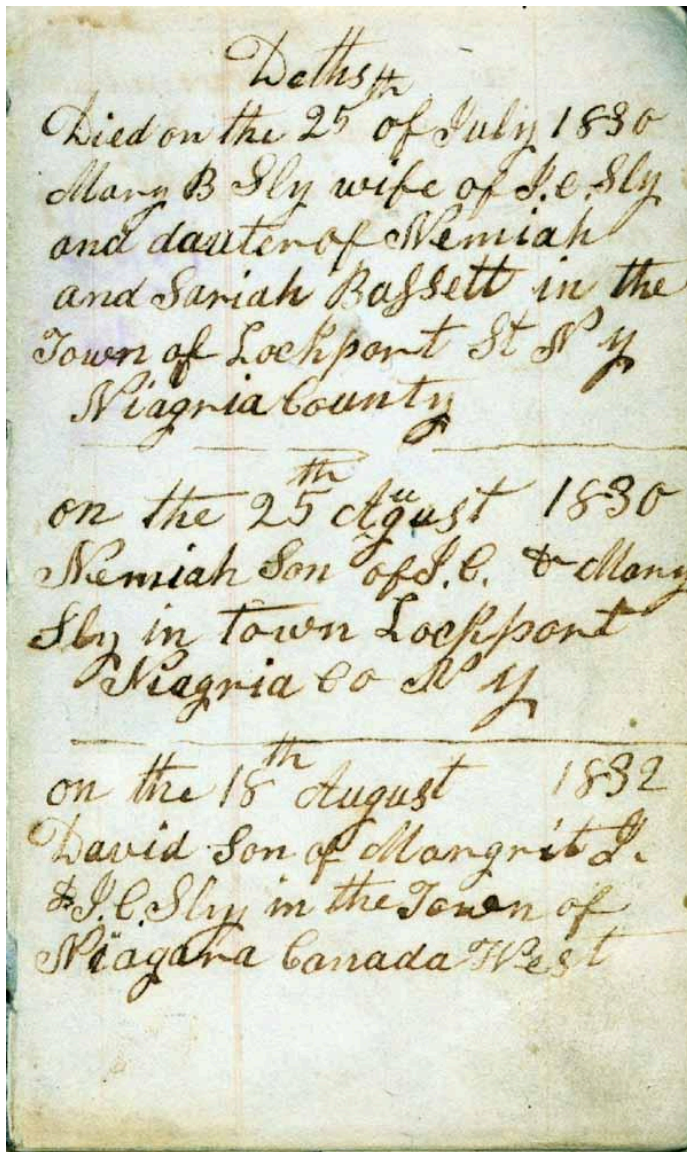 Deths
Died on the 25th of July 1830
Mary B Sly wife of J. C. Sly
and dauter of Nemiah
and Sariah Bassett in the
Town of Lockport St N y
Niagria County
on the 25th August 1830
Nemiah Son of J. C. & Mary
Sly in town Lockport
Niagria Co N y
on the 18th August 1832
David Son of Margrit J.
& J. C Sly in the Town of
Niagara Canada West